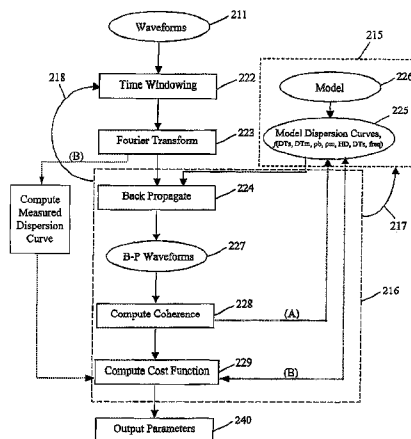 Waveforms
211
215
218
Time Windowing
222
Model
226
225
Model Dispersion Curves,
f(DTs, DTm, ρb, ρm, HD, DTs, freq)
Fourier Transform
223
(B)
Compute
Measured
Dispersion
Curve
Back Propagate
224
217
B-P Waveforms
227
216
Compute Coherence
228
(A)
Compute Cost Function
229
(B)
Output Parameters
240